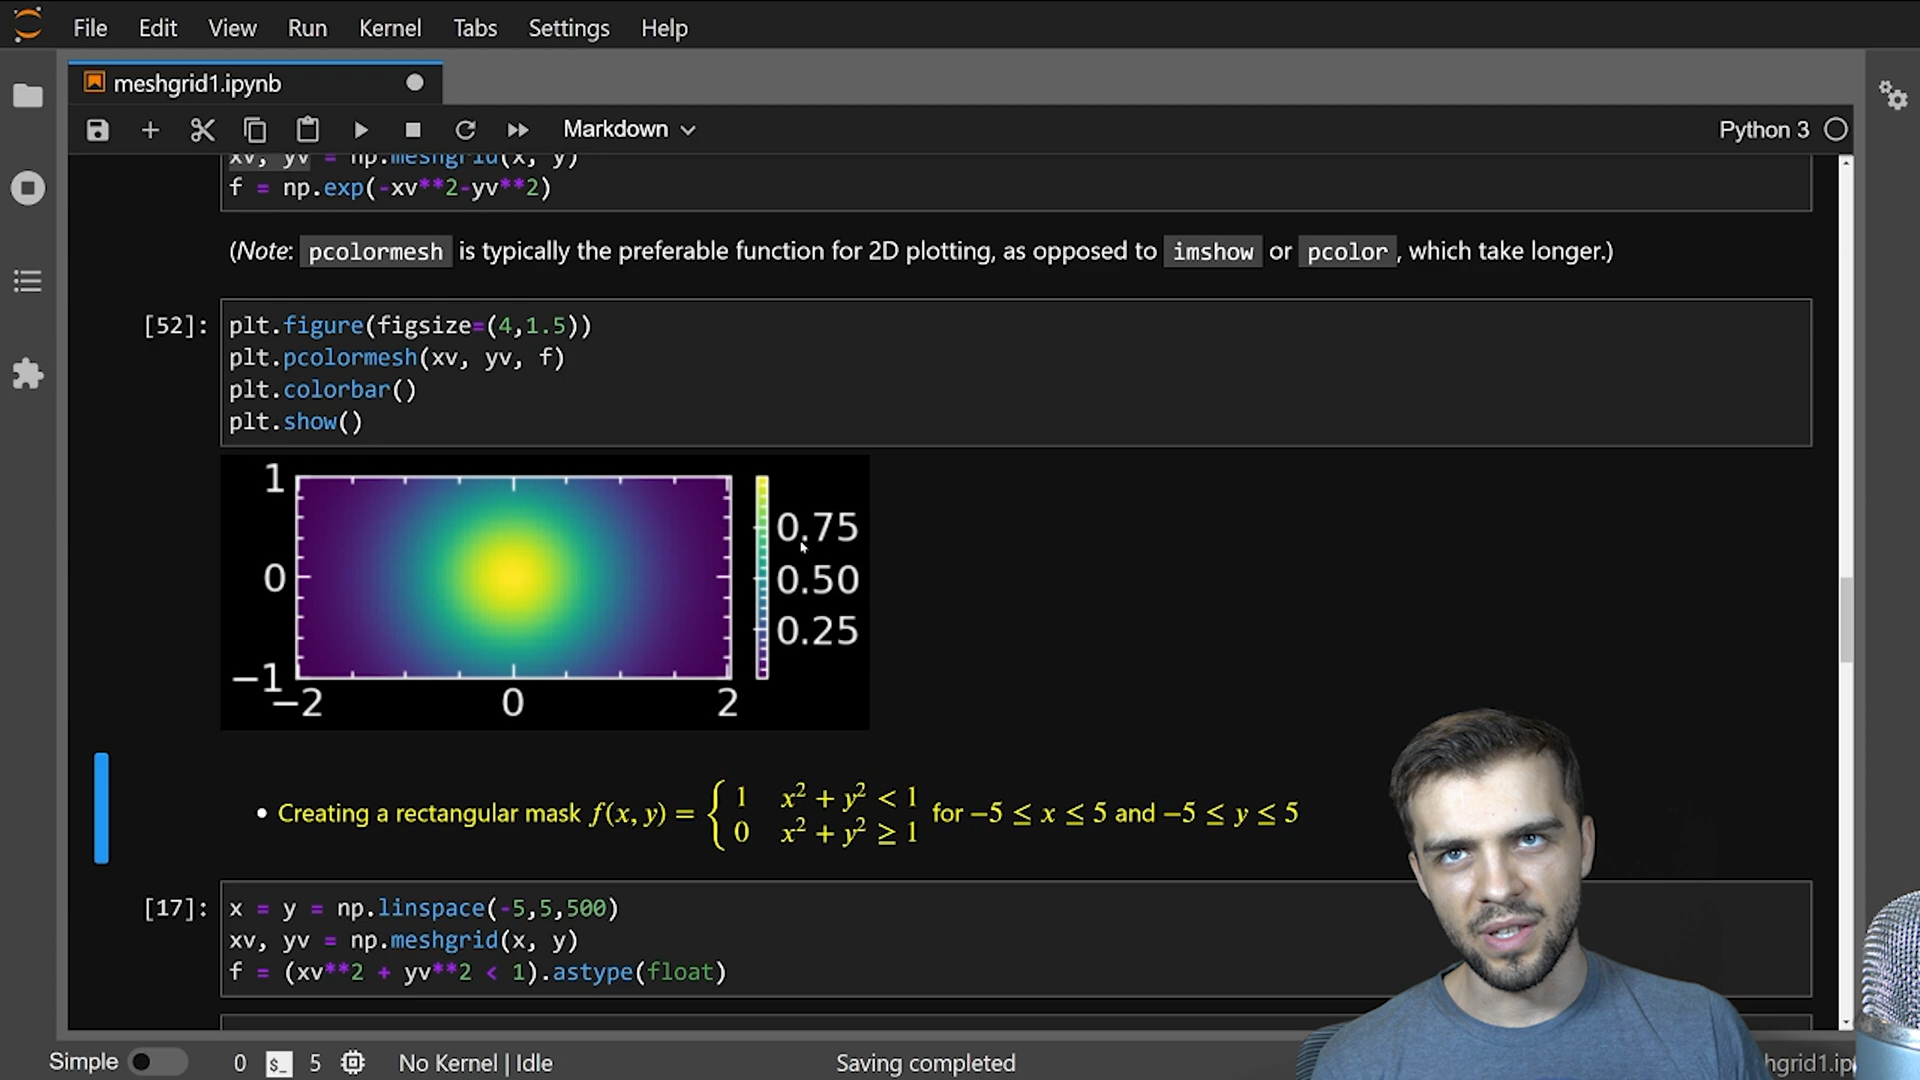 File Edit View Run Kernel Tabs Settings Help
meshgrid1.ipynb
Markdown
Python 3
xv, yv = np.meshgrid(x, y)
f = np.exp(-xv**2-yv**2)
(Note: pcolormesh is typically the preferable function for 2D plotting, as opposed to imshow or pcolor, which take longer.)
[52]:
plt.figure(figsize=(4,1.5))
plt.pcolormesh(xv, yv, f)
plt.colorbar()
plt.show()
1
0
−1
−2 0 2
0.75
0.50
0.25
• Creating a rectangular mask f(x, y) = { 1 x² + y² < 1
0 x² + y² ≥ 1 for −5 ≤ x ≤ 5 and −5 ≤ y ≤ 5
[17]:
x = y = np.linspace(-5,5,500)
xv, yv = np.meshgrid(x, y)
f = (xv**2 + yv**2 < 1).astype(float)
Simple 0 $_ 5 No Kernel | Idle Saving completed